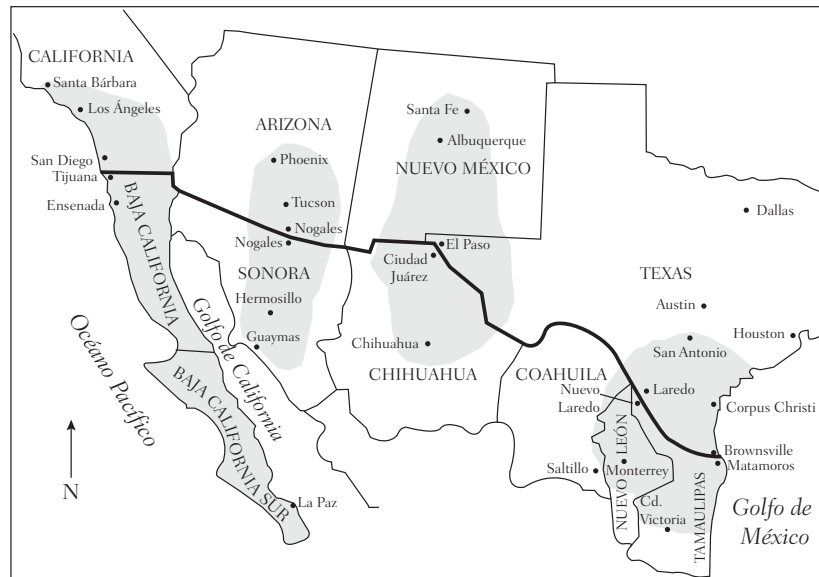 CALIFORNIA
Santa Bárbara
Los Ángeles
San Diego
Tijuana
Ensenada
BAJA CALIFORNIA
BAJA CALIFORNIA SUR
La Paz
Golfo de California
Océano Pacífico
N
ARIZONA
Phoenix
Tucson
Nogales
Nogales
SONORA
Hermosillo
Guaymas
Santa Fe
Albuquerque
NUEVO MÉXICO
El Paso
Ciudad
Juárez
Chihuahua
CHIHUAHUA
Dallas
TEXAS
Austin
Houston
San Antonio
COAHUILA
Nuevo
Laredo
Laredo
Corpus Christi
Brownsville
Matamoros
NUEVO LEÓN
Saltillo
Monterrey
Cd.
Victoria
TAMAULIPAS
Golfo de
México